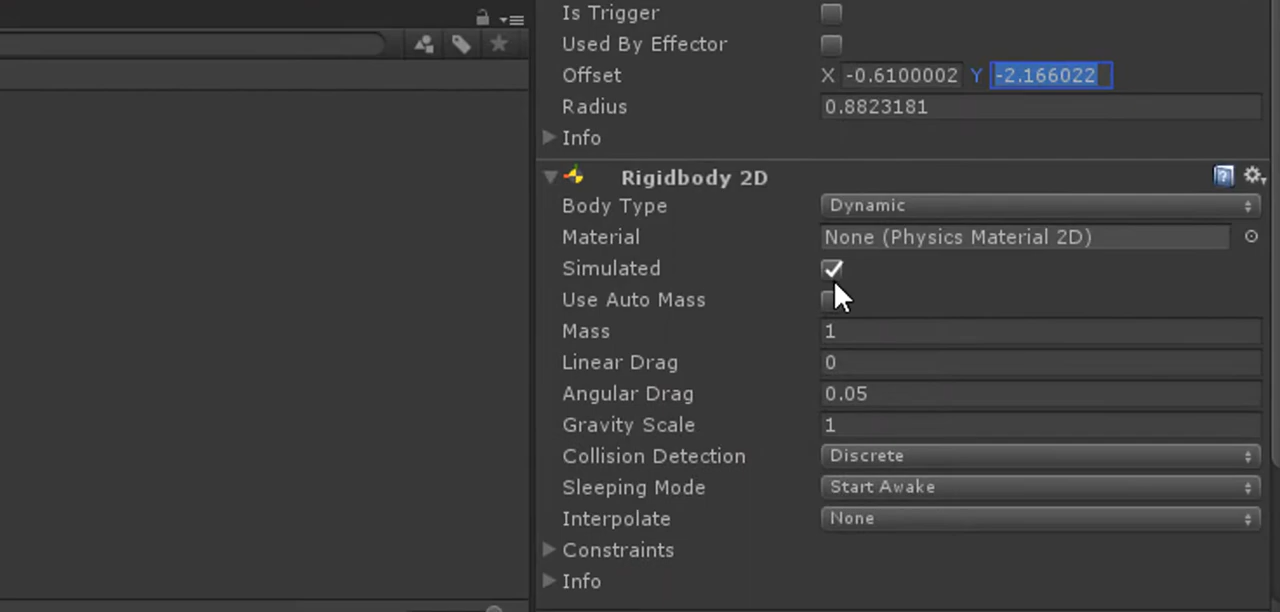 Is Trigger
Used By Effector
Offset X -0.6100002 Y -2.166022
Radius 0.8823181
Info
Rigidbody 2D
Body Type Dynamic
Material None (Physics Material 2D)
Simulated
Use Auto Mass
Mass 1
Linear Drag 0
Angular Drag 0.05
Gravity Scale 1
Collision Detection Discrete
Sleeping Mode Start Awake
Interpolate None
Constraints
Info